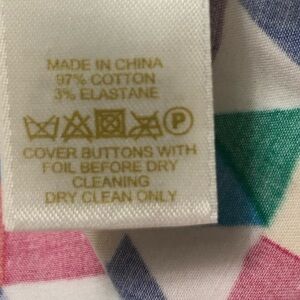 MADE IN CHINA
97% COTTON
3% ELASTANE
P
COVER BUTTONS WITH
FOIL BEFORE DRY
CLEANING
DRY CLEAN ONLY